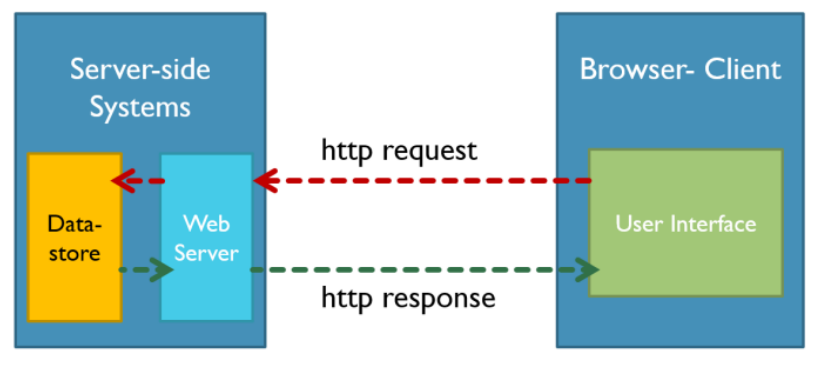 Server-side
Systems
Browser- Client
http request
Data-
store
Web
Server
User Interface
http response